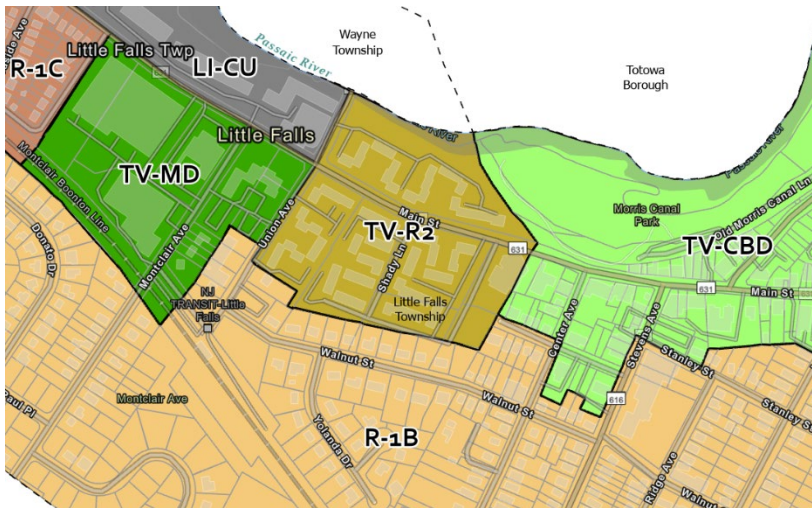 Wayne
Township
Passaic River
Little Falls Twp
LI-CU
R-1C
Totowa
Borough
River
Little Falls
TV-MD
Montclair Boonton Line
Union Ave
Main St
TV-R2
Morris Canal
Park
Old Morris Canal Ln
TV-CBD
631
Shady Ln
Donato Dr
Montclair Ave
631
Main St
NJ
TRANSIT-Little
Falls
Little Falls
Township
Center Ave
Stevens Ave
Stanley St
Walnut St
Montclair Ave
Paul Pl
Walnut St
616
Stanley St
Yolanda Dr
R-1B
Ridge Ave
Walnut St